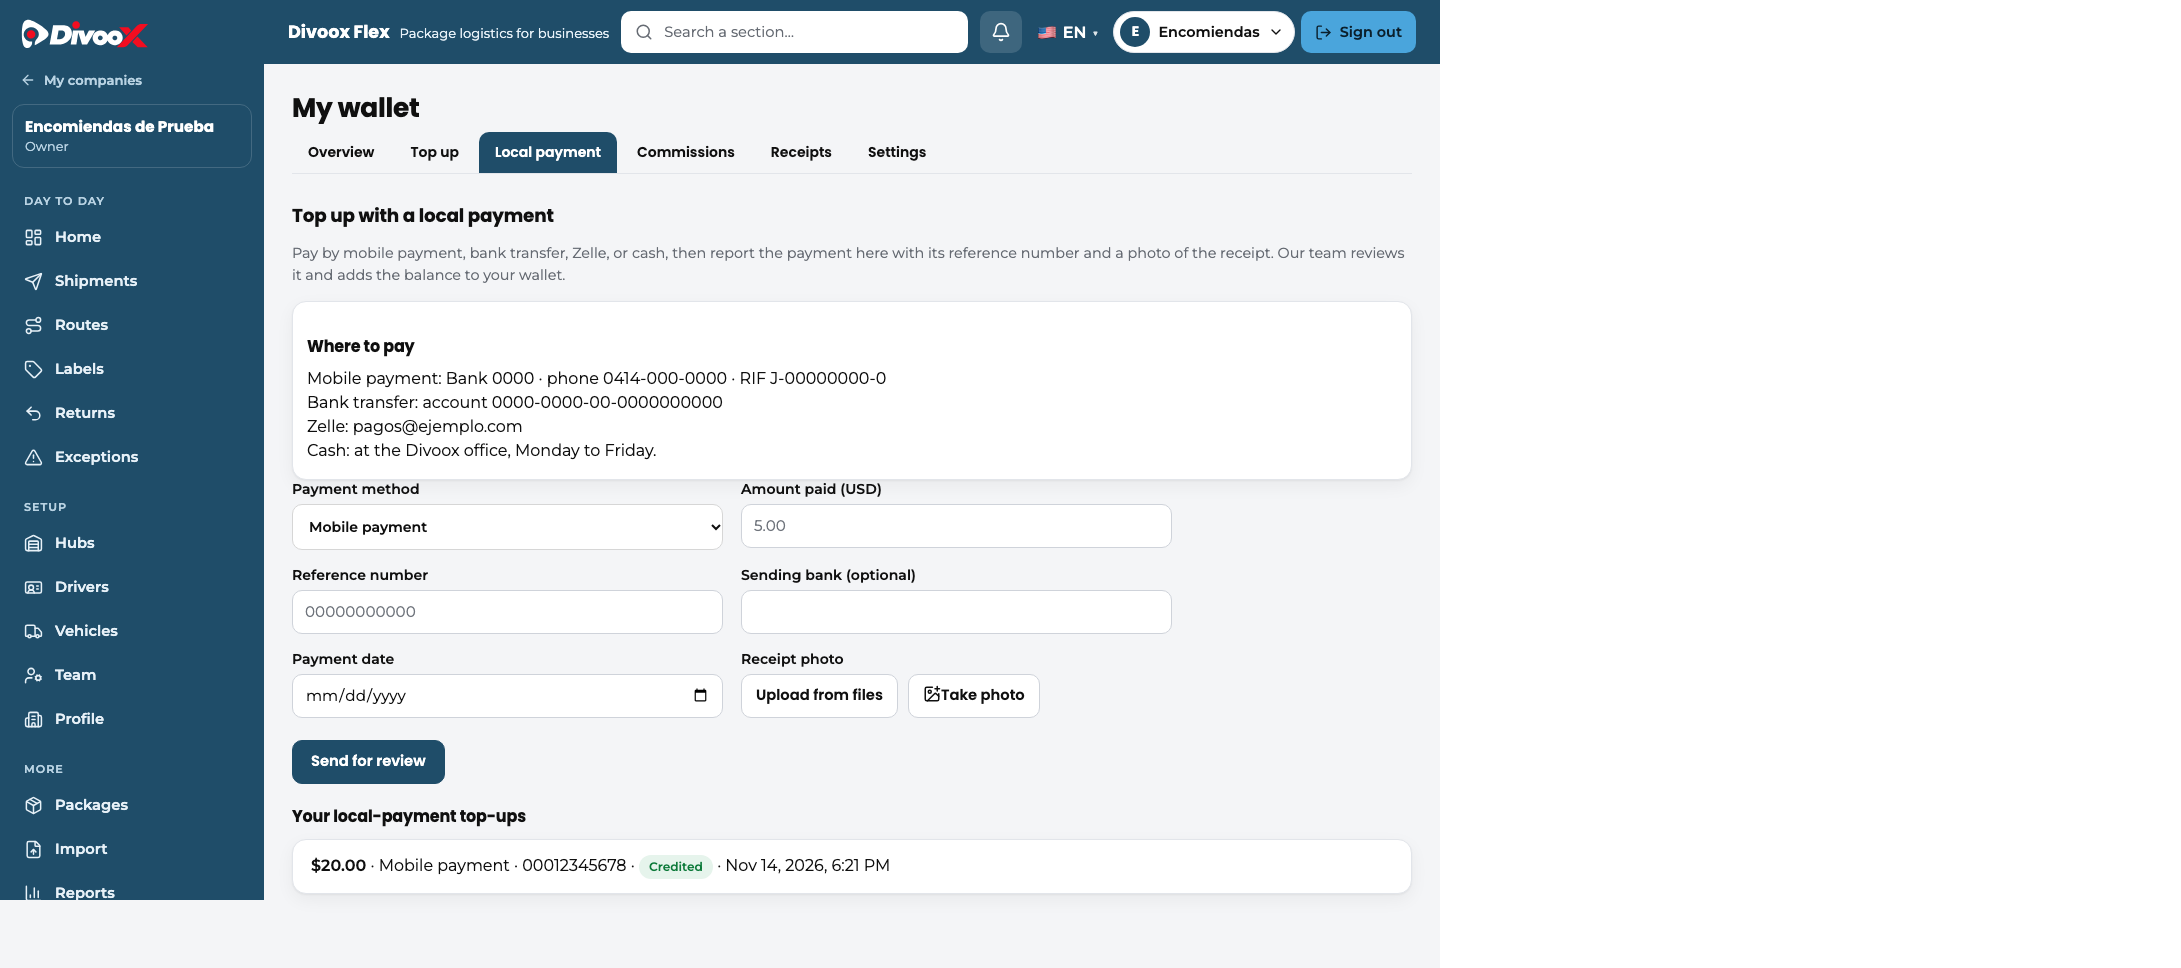 DivooX
Divoox Flex
Package logistics for businesses
Search a section...
EN
E
Encomiendas
Sign out
My companies
Encomiendas de Prueba
Owner
DAY TO DAY
Home
Shipments
Routes
Labels
Returns
Exceptions
SETUP
Hubs
Drivers
Vehicles
Team
Profile
MORE
Packages
Import
Reports
My wallet
Overview
Top up
Local payment
Commissions
Receipts
Settings
Top up with a local payment
Pay by mobile payment, bank transfer, Zelle, or cash, then report the payment here with its reference number and a photo of the receipt. Our team reviews
it and adds the balance to your wallet.
Where to pay
Mobile payment: Bank 0000 · phone 0414-000-0000 · RIF J-00000000-0
Bank transfer: account 0000-0000-00-0000000000
Zelle: pagos@ejemplo.com
Cash: at the Divoox office, Monday to Friday.
Payment method
Mobile payment
Amount paid (USD)
5.00
Reference number
00000000000
Sending bank (optional)
Payment date
mm/dd/yyyy
Receipt photo
Upload from files
Take photo
Send for review
Your local-payment top-ups
$20.00 · Mobile payment · 00012345678 · Credited · Nov 14, 2026, 6:21 PM